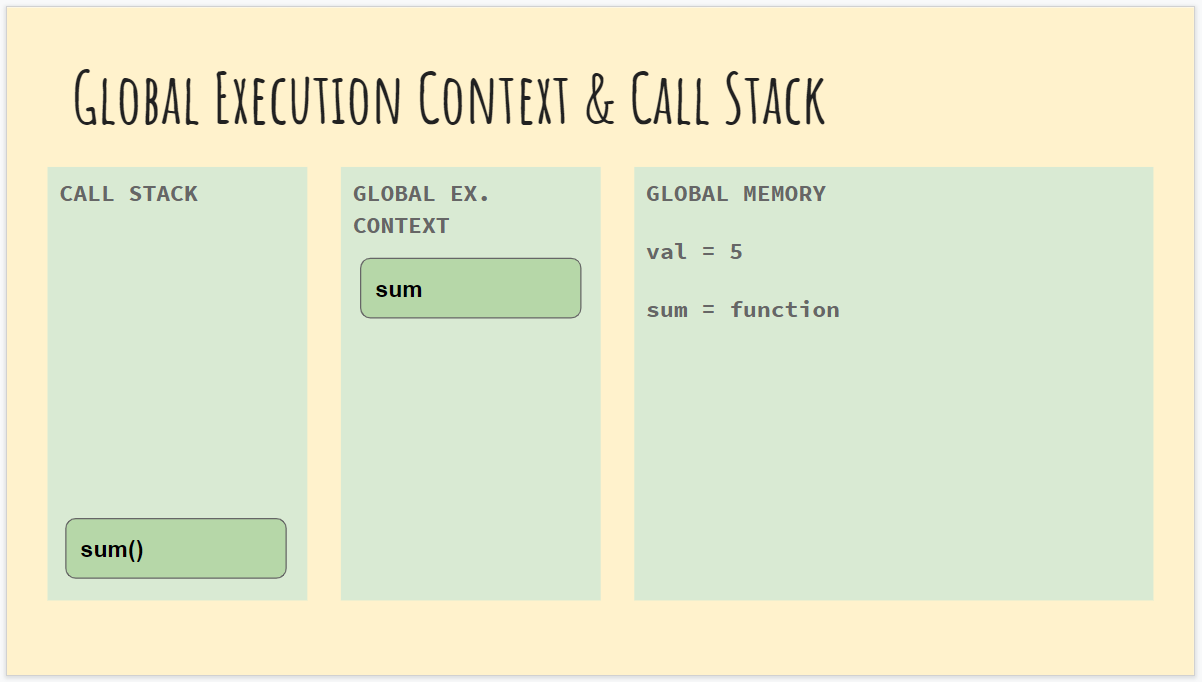 Global Execution Context & Call Stack
CALL STACK
sum()
GLOBAL EX.
CONTEXT
sum
GLOBAL MEMORY
val = 5
sum = function